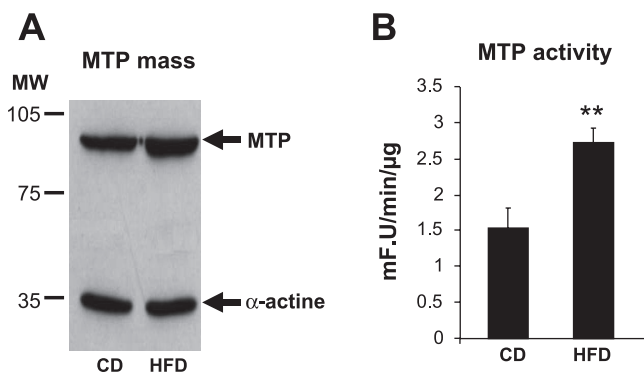 A
MTP mass
MW
105
75
35
MTP
α-actine
CD HFD
B
MTP activity
3.5
3
2.5
2
1.5
1
0.5
0
mF.U/min/µg
**
CD HFD